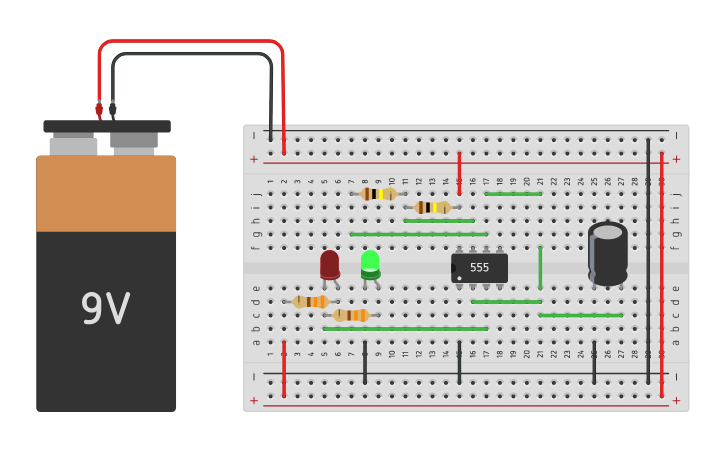 − −
+ +
1 2 3 4 5 6 7 8 9 10 11 12 13 14 15 16 17 18 19 20 21 22 23 24 25 26 27 28 29 30
j j
i i
h h
g g
f f
555
9V
e e
d d
c c
b b
a a
1 2 3 4 5 6 7 8 9 10 11 12 13 14 15 16 17 18 19 20 21 22 23 24 25 26 27 28 29 30
− −
+ +